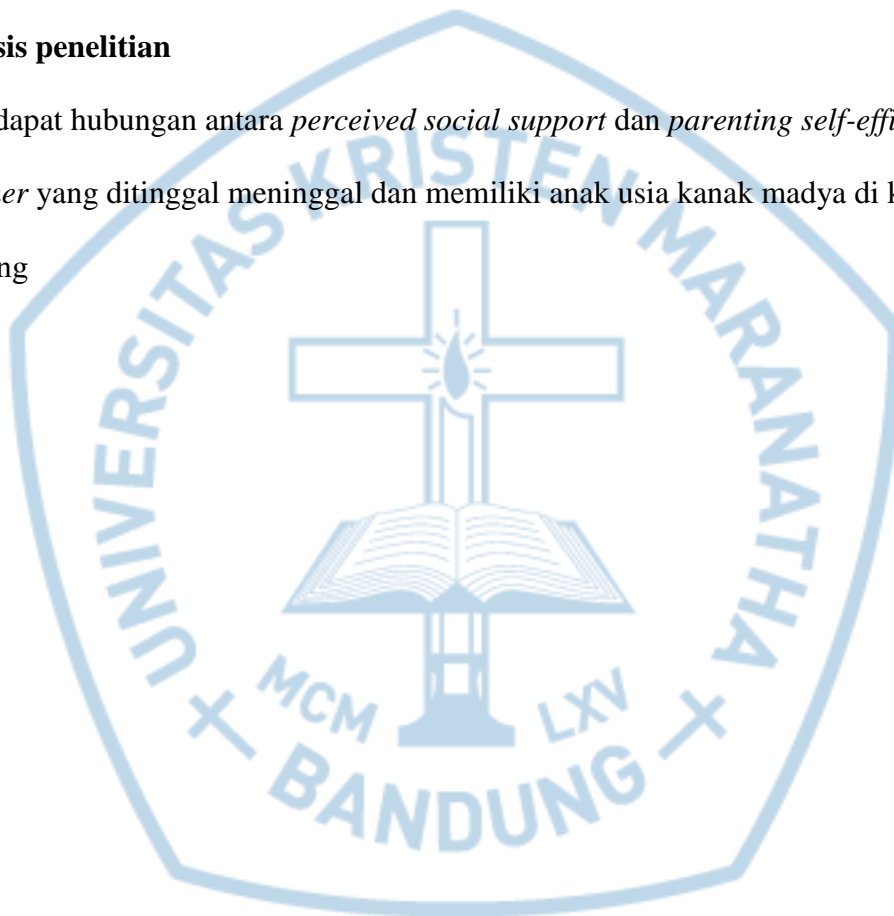 sis penelitian
dapat hubungan antara perceived social support dan parenting self-effi
er yang ditinggal meninggal dan memiliki anak usia kanak madya di k
ng
UNIVERSITAS KRISTEN MARANATHA
MCM LXV
BANDUNG